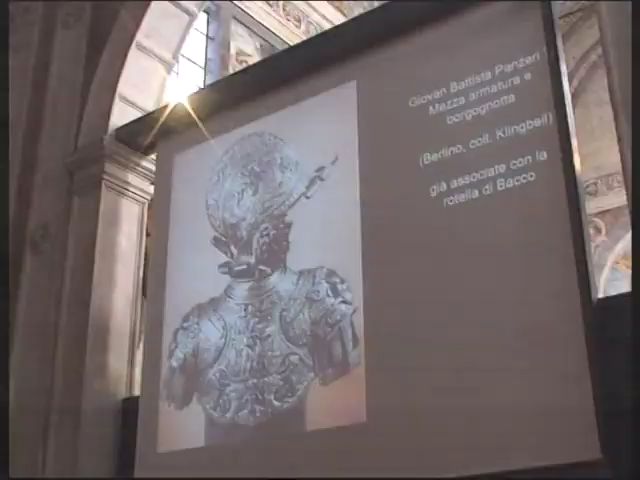 Giovan Battista Panzeri
Mezza armatura e
borgognotta
(Berlino, coll. Klingbeil)
già associate con la
rotella di Bacco